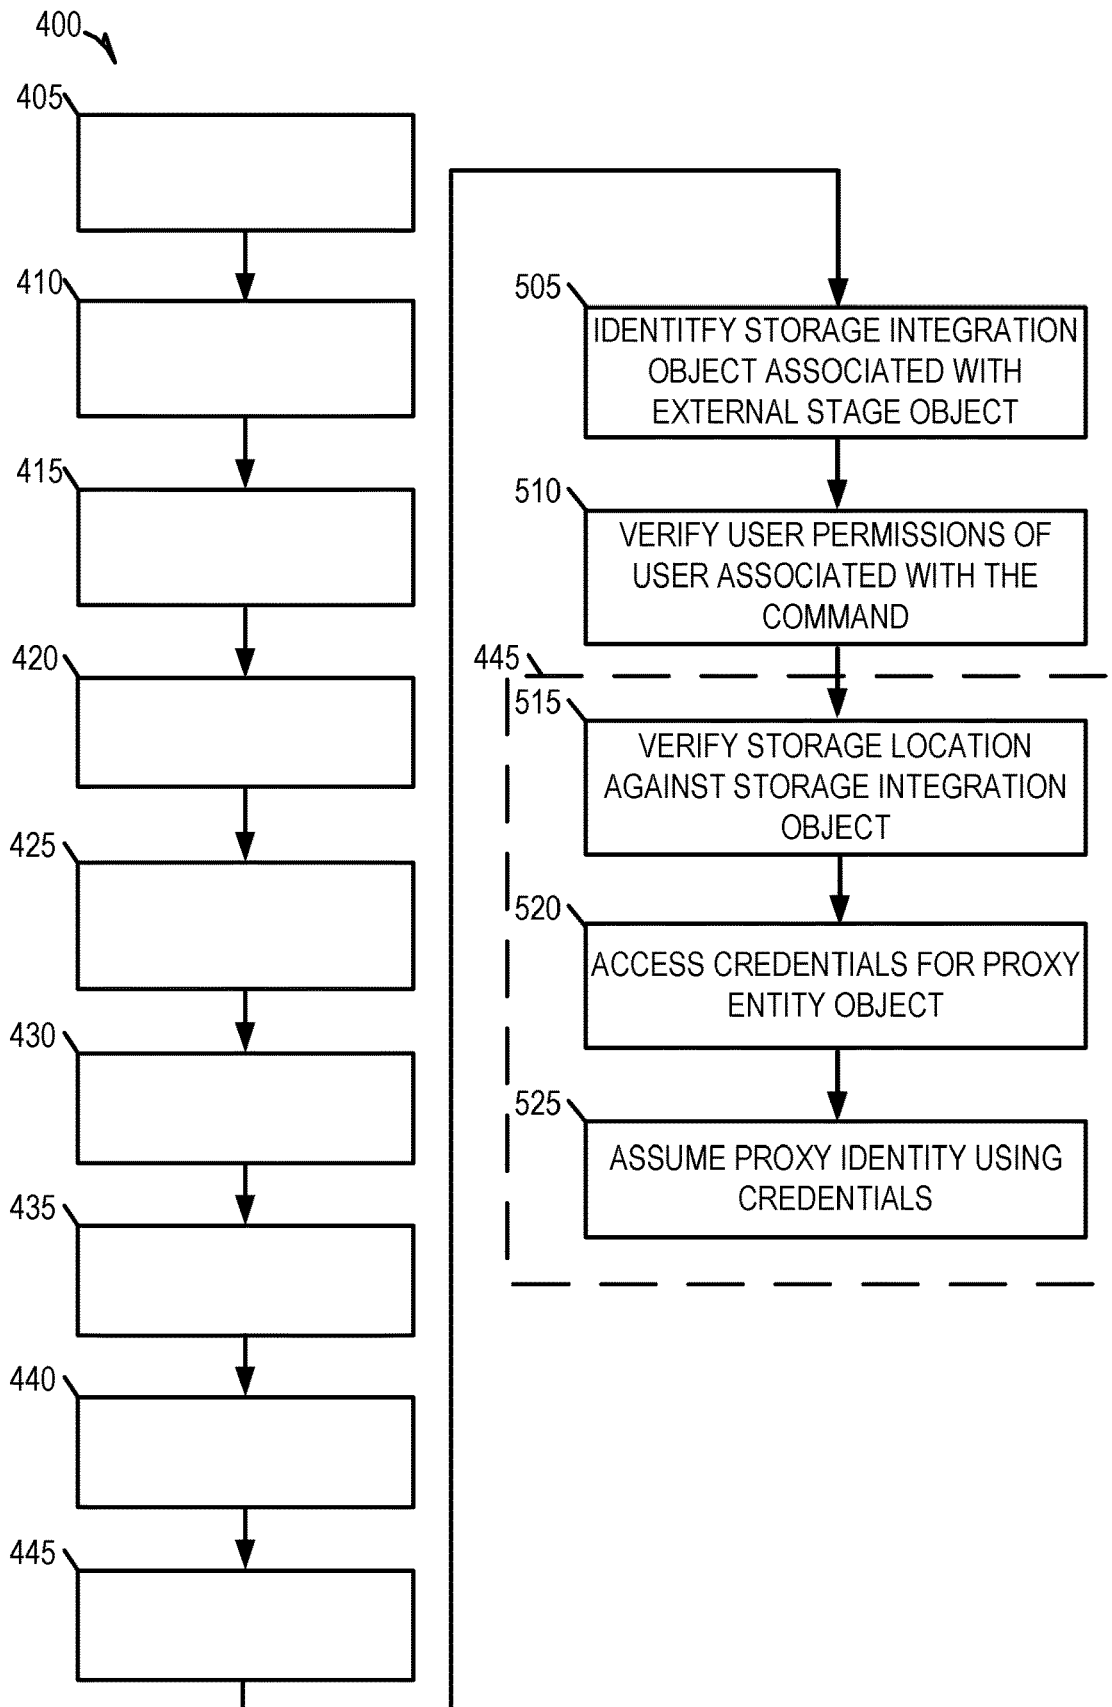 400
405
410
415
420
425
430
435
440
445
505
IDENTITFY STORAGE INTEGRATION
OBJECT ASSOCIATED WITH
EXTERNAL STAGE OBJECT
510
VERIFY USER PERMISSIONS OF
USER ASSOCIATED WITH THE
COMMAND
445
515
VERIFY STORAGE LOCATION
AGAINST STORAGE INTEGRATION
OBJECT
520
ACCESS CREDENTIALS FOR PROXY
ENTITY OBJECT
525
ASSUME PROXY IDENTITY USING
CREDENTIALS